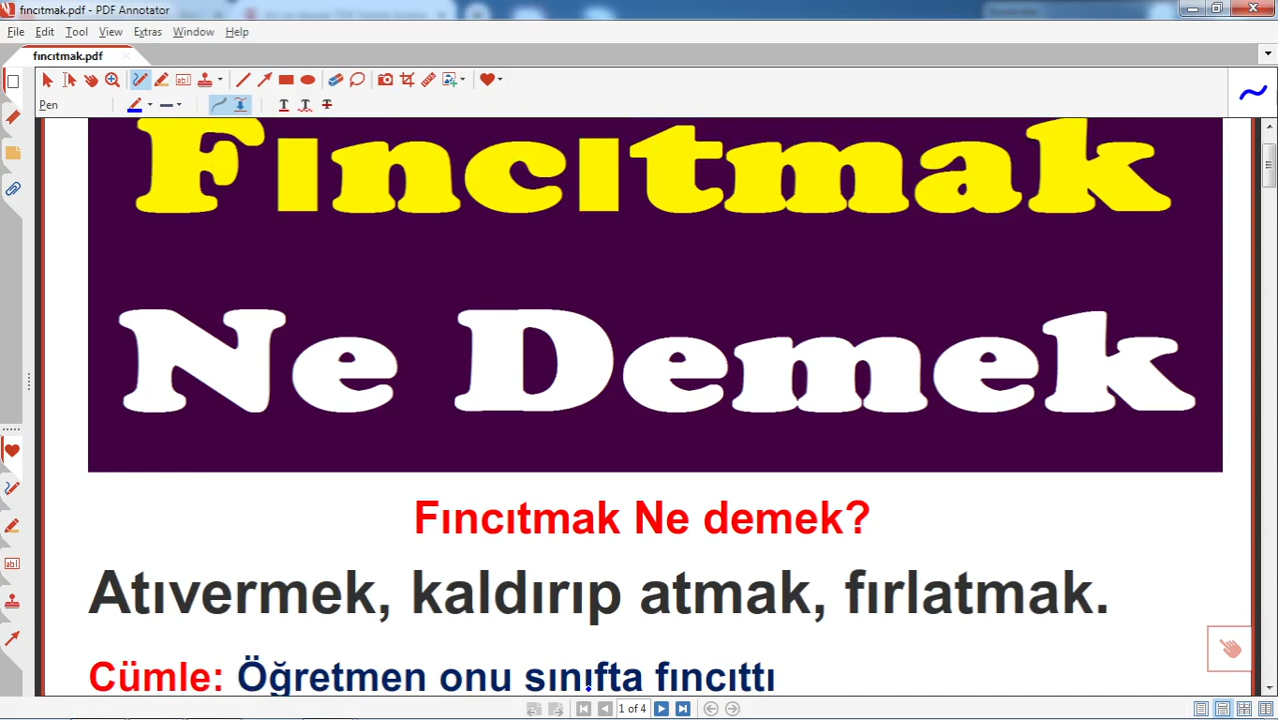 fıncıtmak.pdf - PDF Annotator
File Edit Tool View Extras Window Help
fıncıtmak.pdf
Pen
Fıncıtmak
Ne Demek
Fıncıtmak Ne demek?
Atıvermek, kaldırıp atmak, fırlatmak.
Cümle: Öğretmen onu sınıfta fıncıttı
1 of 4